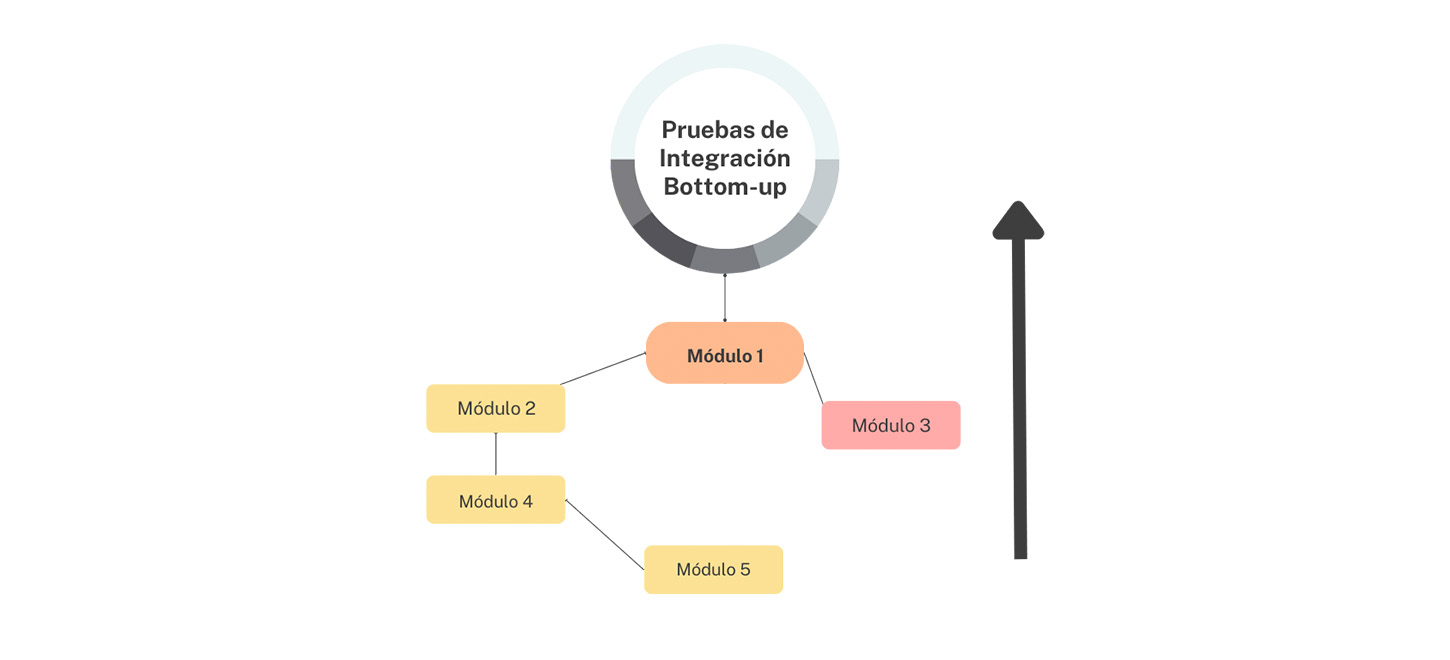 Pruebas de
Integración
Bottom-up
Módulo 1
Módulo 2
Módulo 3
Módulo 4
Módulo 5